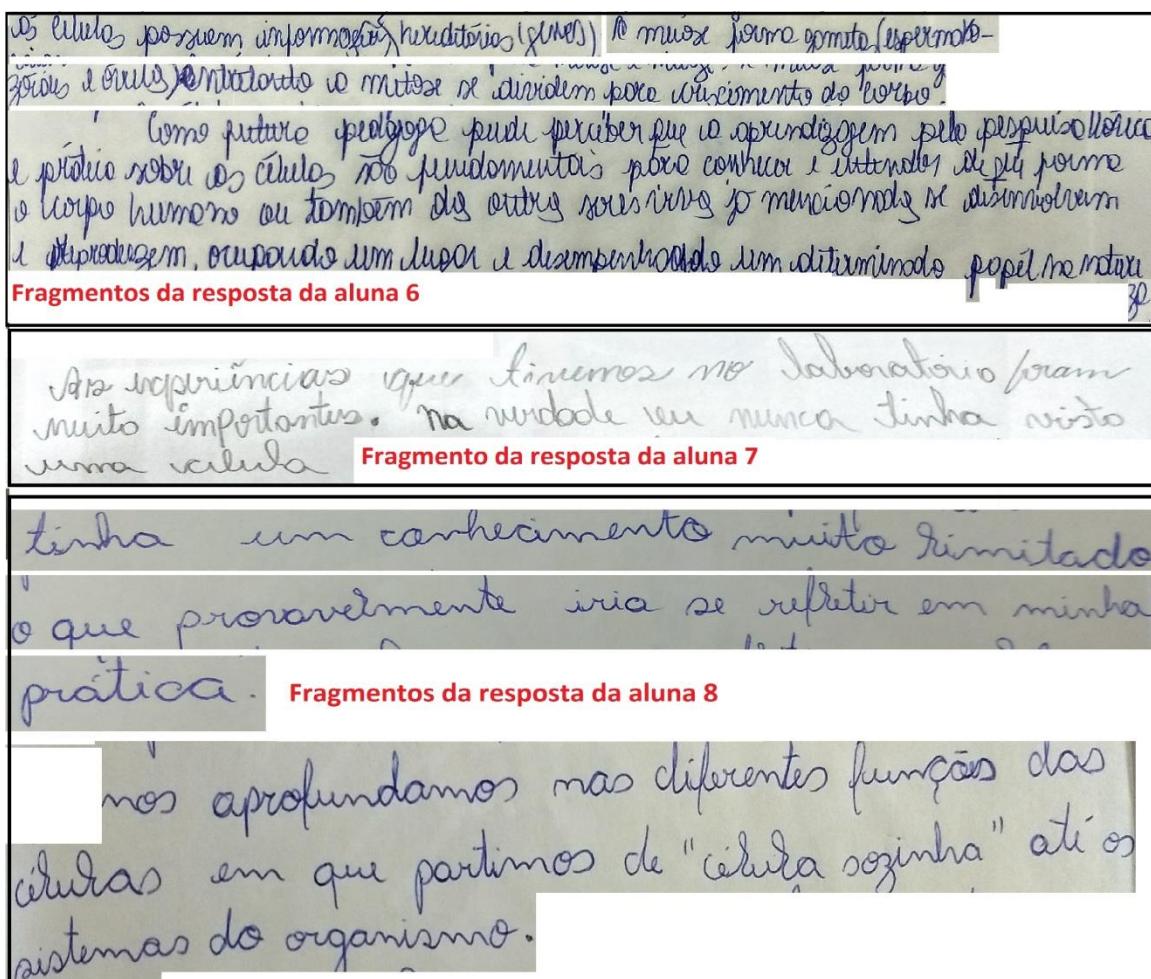 as células possuem informações hereditárias (genes) A meiose forma gametas (espermato-
zóides e óvulos) entretanto a mitose se dividem para crescimento do corpo.
Como futura pedagoga pude perceber que a aprendizagem pela pesquisa teórica
e prática sobre as células são fundamentais para conhecer e entender de que forma
o corpo humano ou também dos outros seres vivos já mencionados se desenvolvem
e reproduzem, ocupando um lugar e desempenhando um determinado papel na nature
za
Fragmentos da resposta da aluna 6
As experiências que tivemos no laboratório foram
muito importantes. Na verdade eu nunca tinha visto
uma célula Fragmento da resposta da aluna 7
tinha um conhecimento muito limitado
o que provavelmente iria se refletir em minha
prática. Fragmentos da resposta da aluna 8
nos aprofundamos nas diferentes funções das
células em que partimos de "célula sozinha" até os
sistemas do organismo.